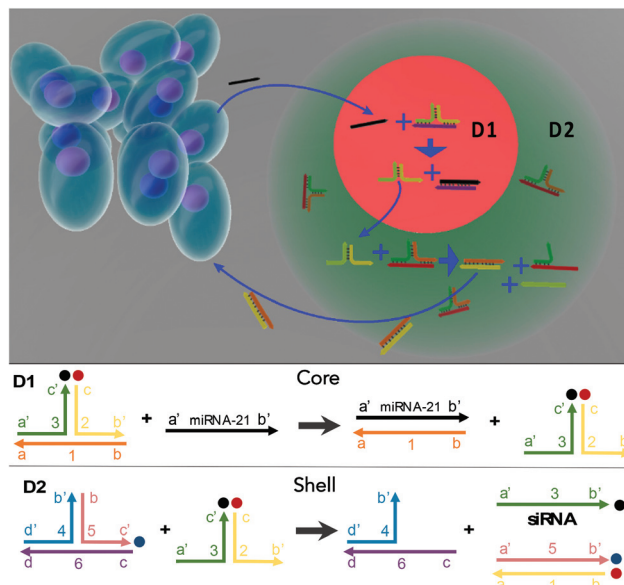 D1 D2
+
+
+ +
+
D1 Core
c' c c' c
a' 3 2 b' + a' miRNA-21 b' a' miRNA-21 b' + a' 3 2 b'
a 1 b a 1 b
D2 Shell
b' b c' c b' a' 3 b'
siRNA
d' 4 5 c' + a' 3 2 b' d' 4 + a' 5 b'
d 6 c d 6 c